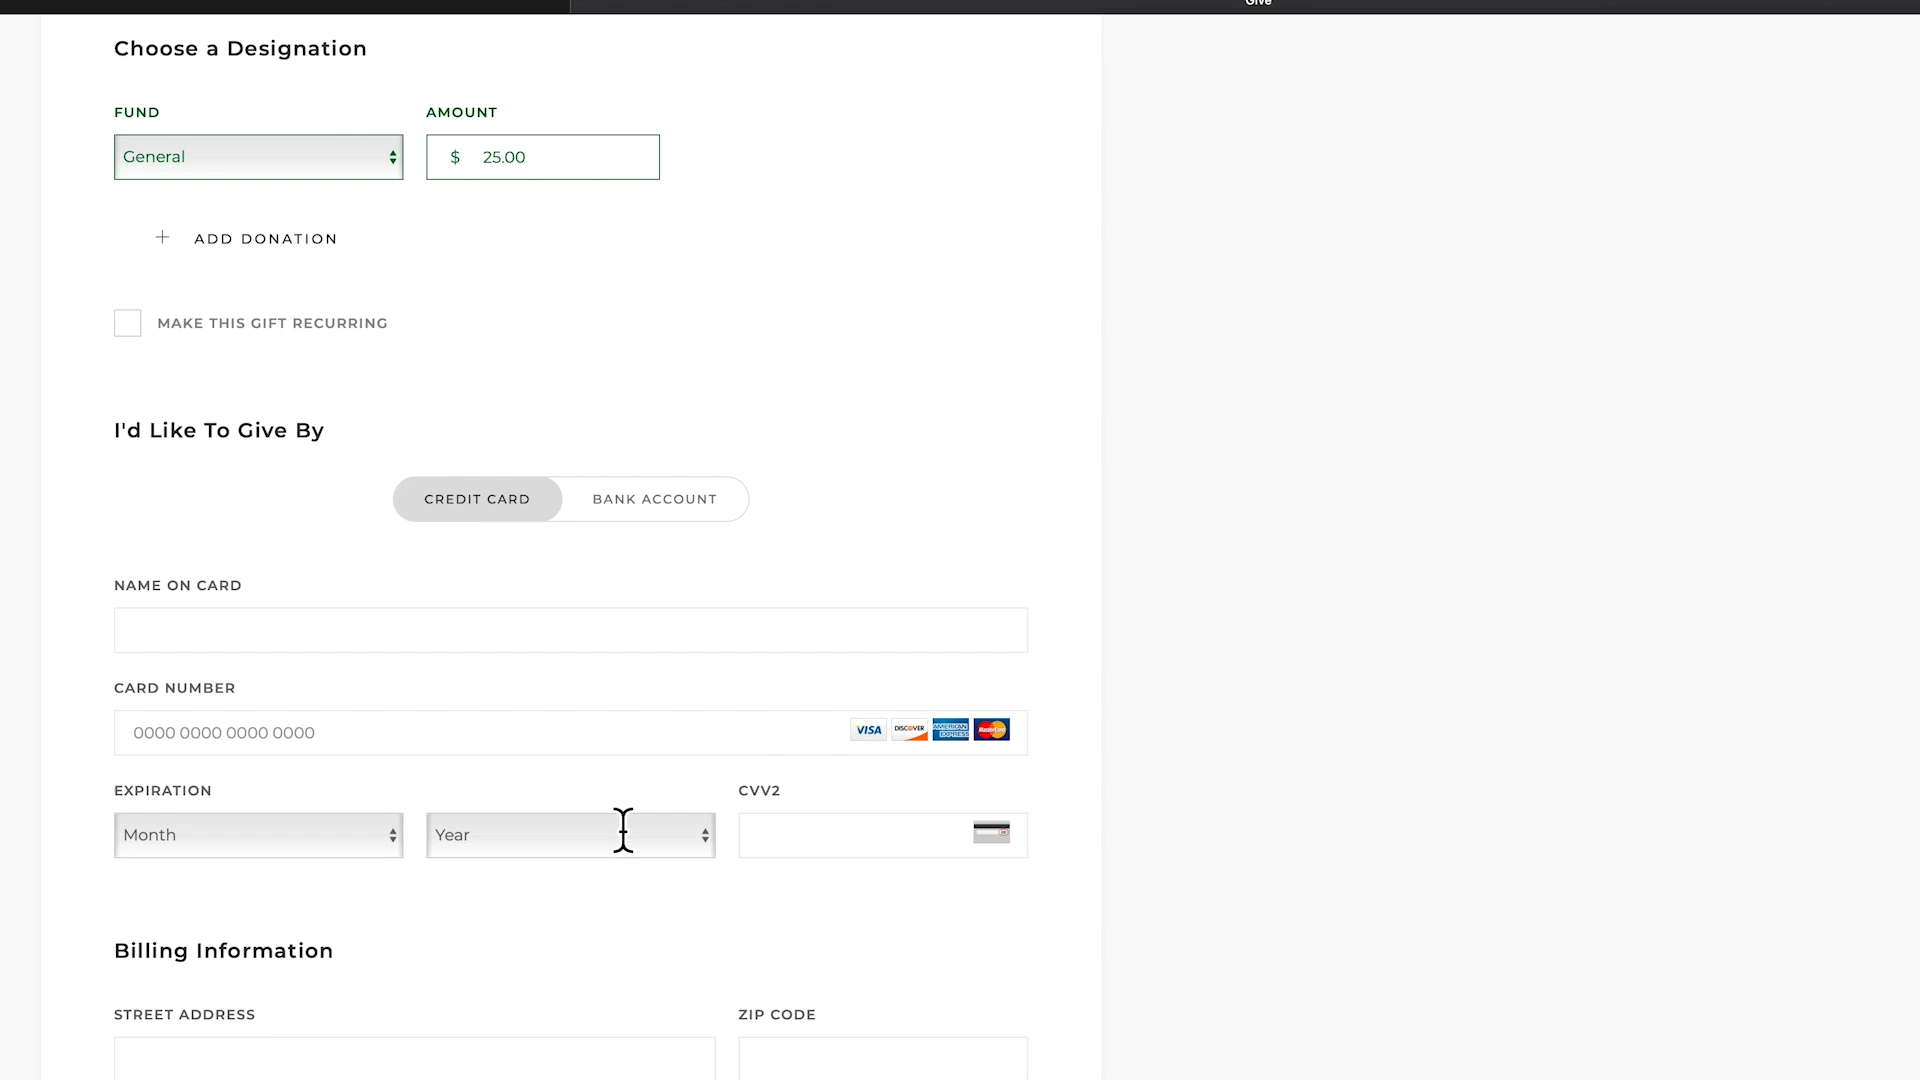 Give
Choose a Designation
FUND
AMOUNT
General
$ 25.00
+ ADD DONATION
MAKE THIS GIFT RECURRING
I'd Like To Give By
CREDIT CARD
BANK ACCOUNT
NAME ON CARD
CARD NUMBER
0000 0000 0000 0000
VISA
DISCOVER
AMERICAN EXPRESS
MasterCard
EXPIRATION
CVV2
Month
Year
Billing Information
STREET ADDRESS
ZIP CODE